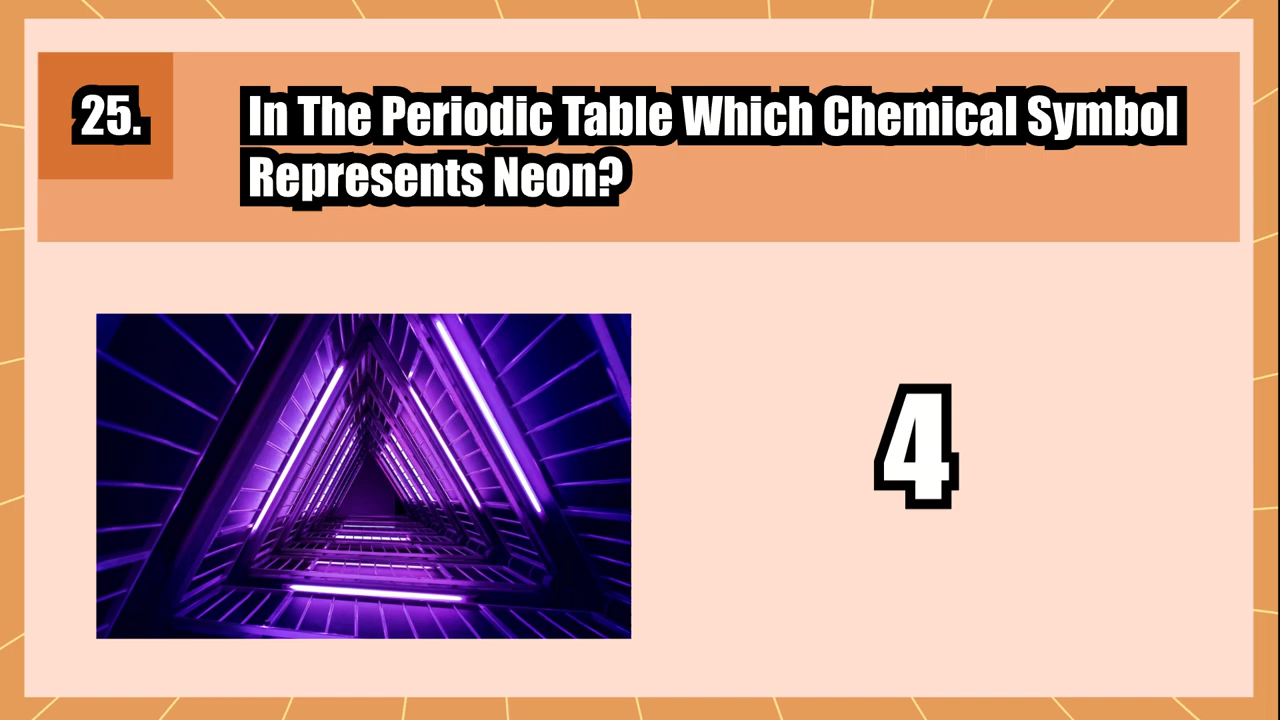 25.
In The Periodic Table Which Chemical Symbol
Represents Neon?
4